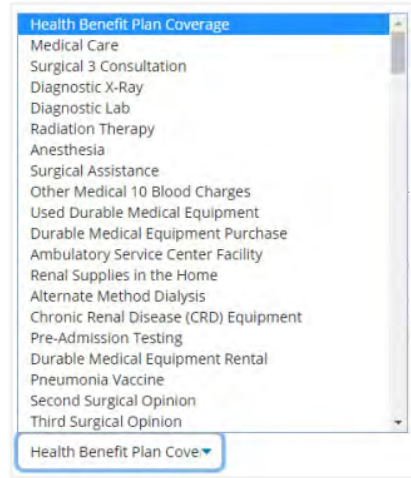 Health Benefit Plan Coverage
Medical Care
Surgical 3 Consultation
Diagnostic X-Ray
Diagnostic Lab
Radiation Therapy
Anesthesia
Surgical Assistance
Other Medical 10 Blood Charges
Used Durable Medical Equipment
Durable Medical Equipment Purchase
Ambulatory Service Center Facility
Renal Supplies in the Home
Alternate Method Dialysis
Chronic Renal Disease (CRD) Equipment
Pre-Admission Testing
Durable Medical Equipment Rental
Pneumonia Vaccine
Second Surgical Opinion
Third Surgical Opinion
Health Benefit Plan Cove